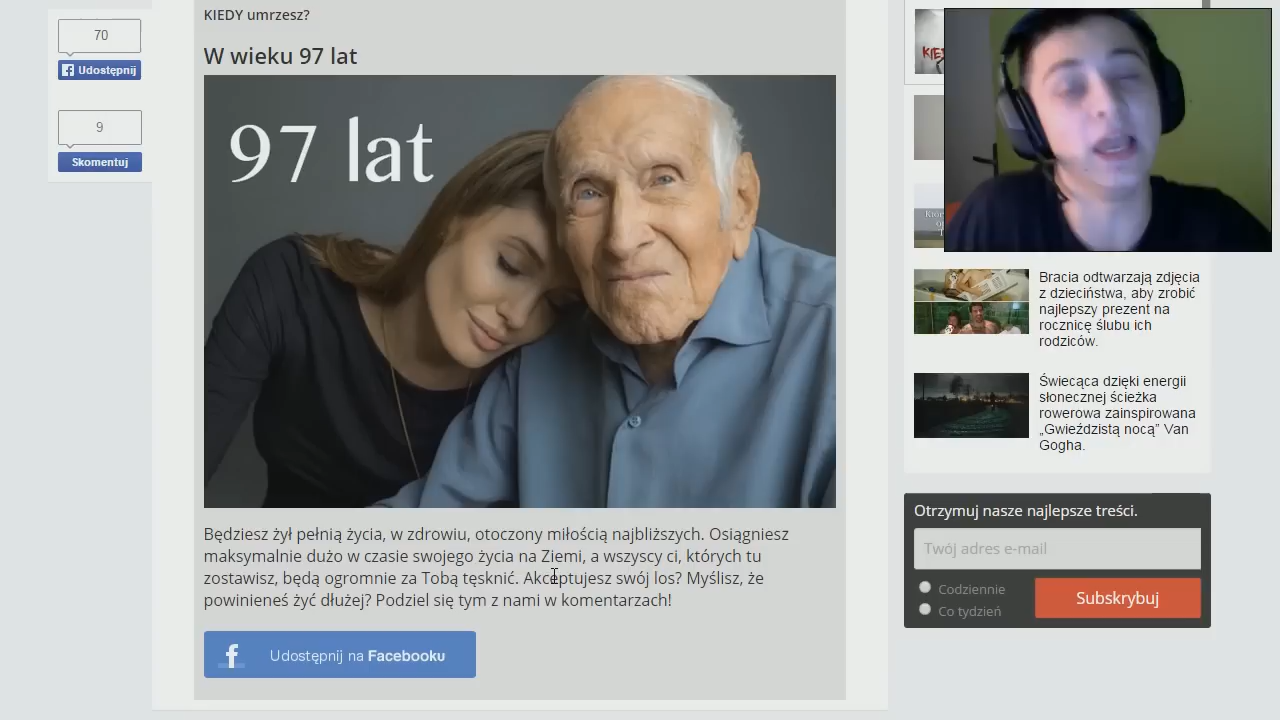 70
Udostępnij
9
Skomentuj
KIEDY umrzesz?
W wieku 97 lat
97 lat
Będziesz żył pełnią życia, w zdrowiu, otoczony miłością najbliższych. Osiągniesz
maksymalnie dużo w czasie swojego życia na Ziemi, a wszyscy ci, których tu
zostawisz, będą ogromnie za Tobą tęsknić. Akceptujesz swój los? Myślisz, że
powinieneś żyć dłużej? Podziel się tym z nami w komentarzach!
Udostępnij na Facebooku
Bracia odtwarzają zdjęcia
z dzieciństwa, aby zrobić
najlepszy prezent na
rocznicę ślubu ich
rodziców.
Świecąca dzięki energii
słonecznej ścieżka
rowerowa zainspirowana
„Gwieździstą nocą” Van
Gogha.
Otrzymuj nasze najlepsze treści.
Twój adres e-mail
Codziennie
Co tydzień
Subskrybuj